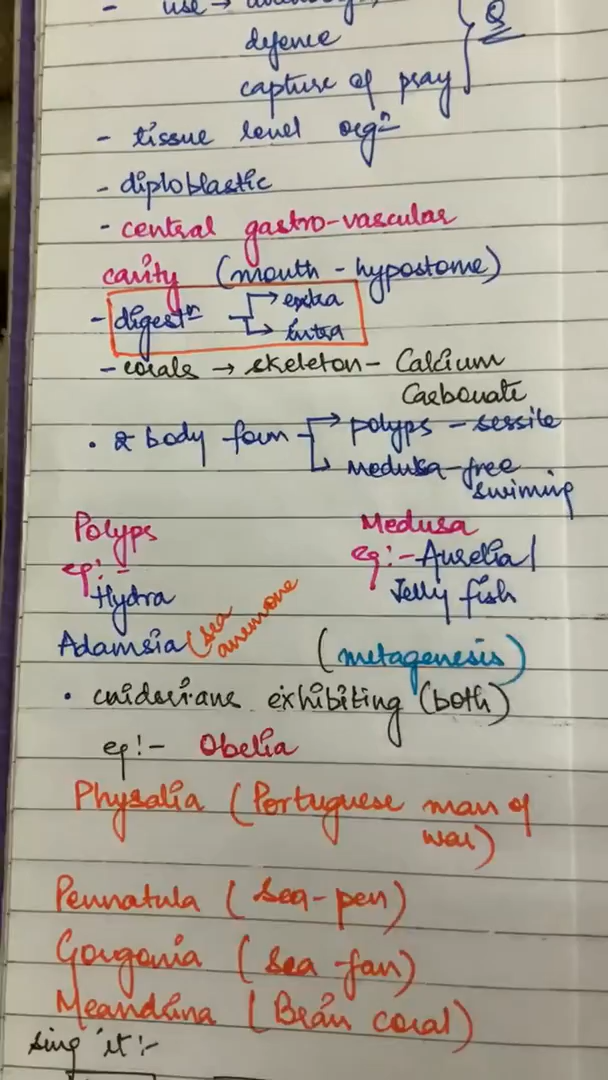 - use →
defence
capture of pray
Q
- tissue level orgⁿ
- diploblastic
- central gastro-vascular
cavity (mouth - hypostome)
- digestⁿ → extra
→ intra
- corals → skeleton - Calcium
Carbonate
• 2 body form → polyps - sessile
→ Medusa - free
swiming
Polyps
eg:-
Hydra
Adamsia (sea
anemone
Medusa
eg:- Aurelia/
Jelly fish
(metagenesis)
• cnidarians exhibiting (both)
eg:- Obelia
Physalia (Portuguese man of
war)
Pennatula (sea-pen)
Gorgonia (sea-fan)
Meandrina (Brain coral)
sing it:-